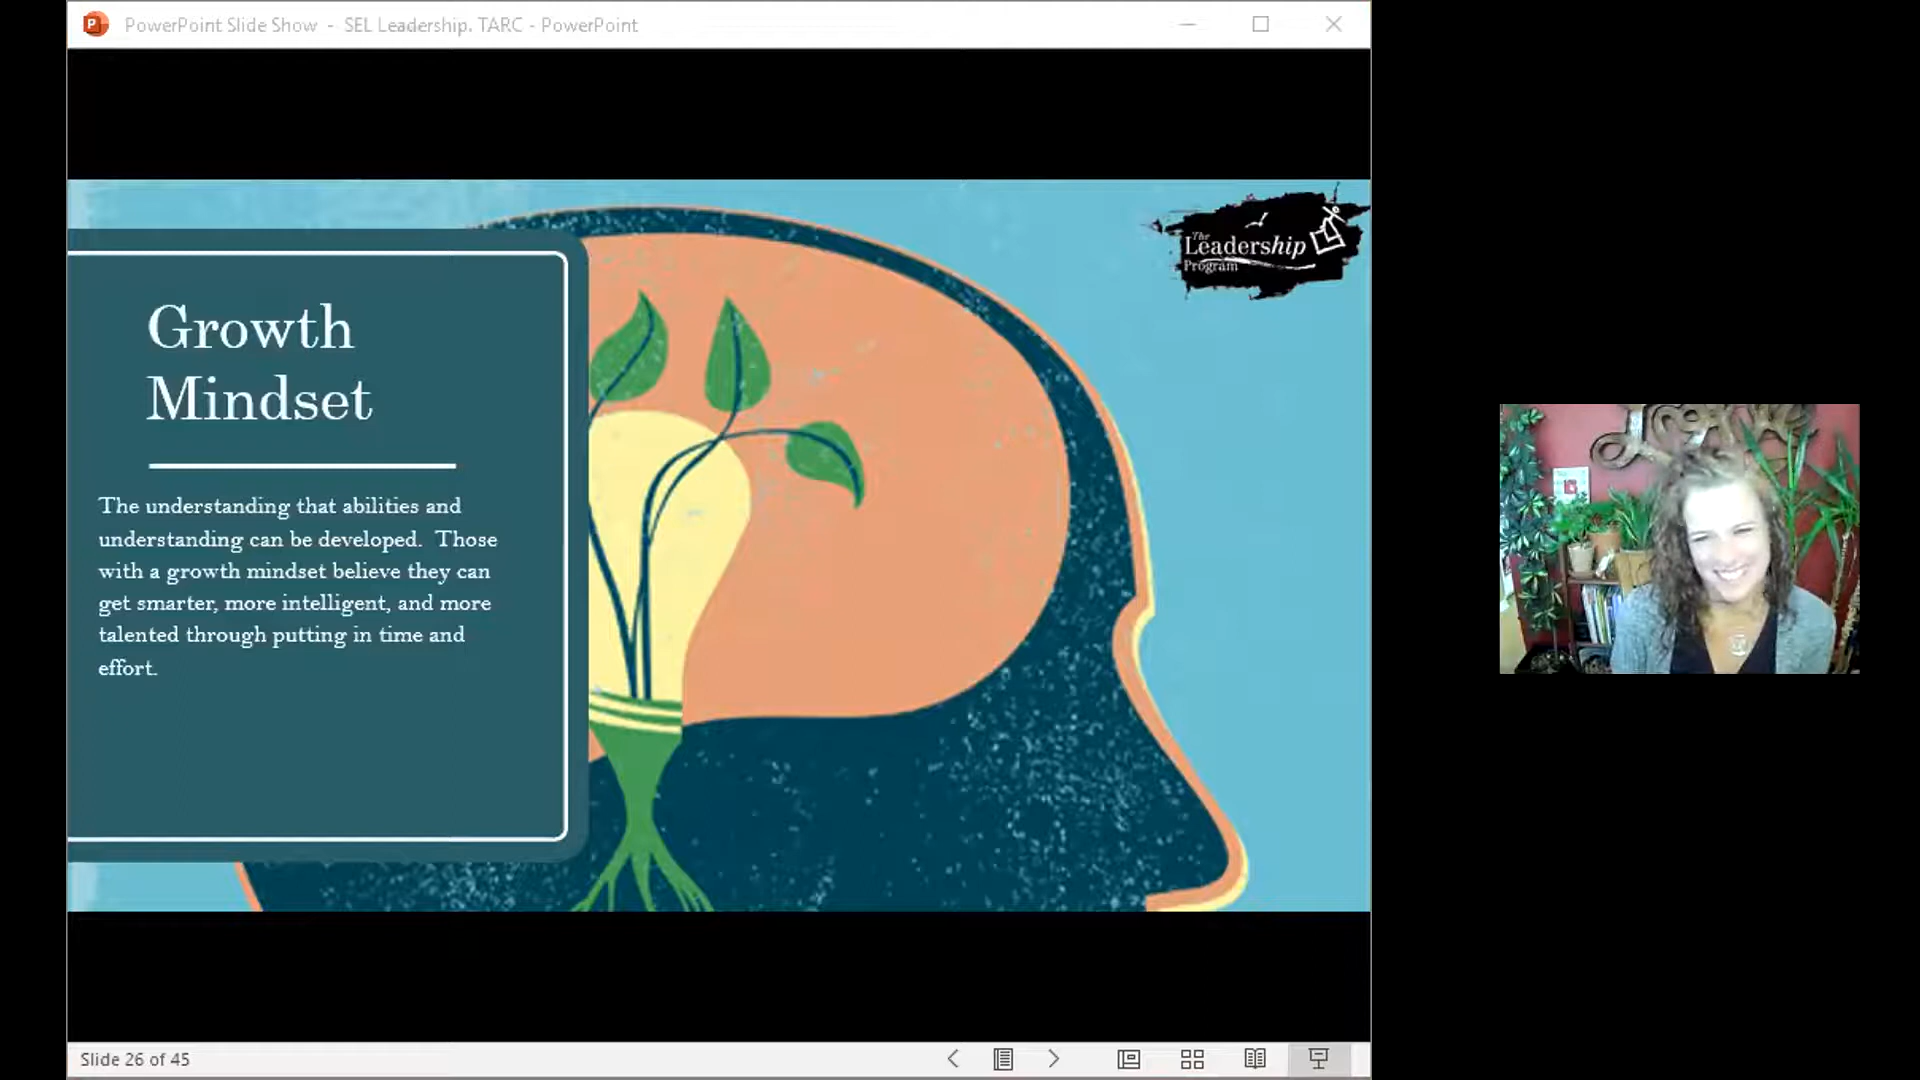 PowerPoint Slide Show - SEL Leadership. TARC - PowerPoint
The
Leadership
Program
Growth
Mindset
The understanding that abilities and
understanding can be developed. Those
with a growth mindset believe they can
get smarter, more intelligent, and more
talented through putting in time and
effort.
Slide 26 of 45